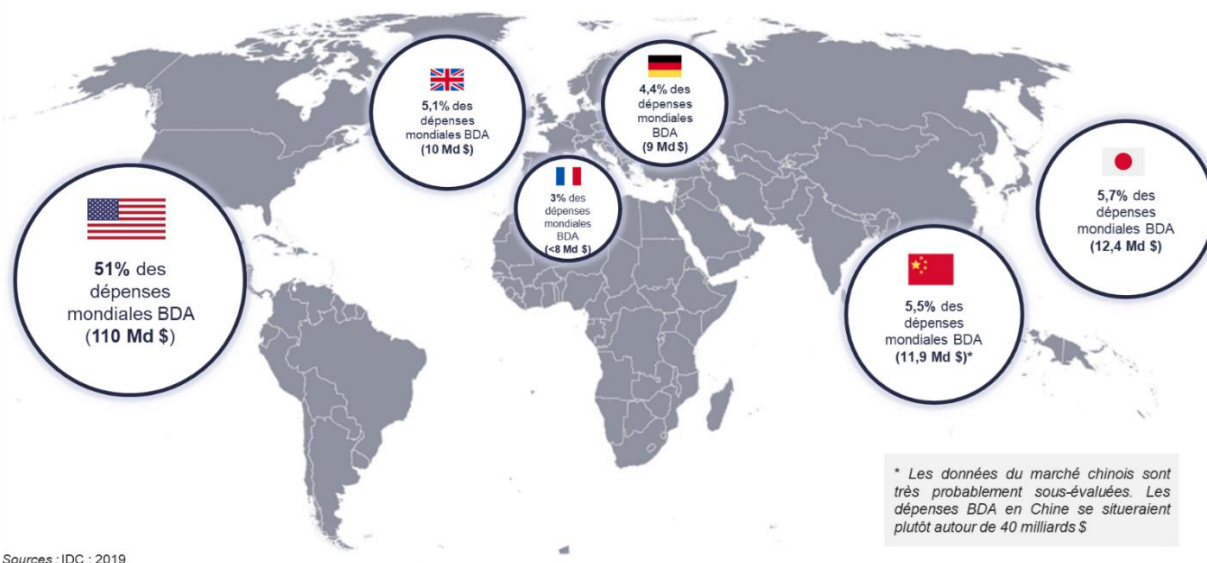 5,1% des
dépenses
mondiales BDA
(10 Md $)
4,4% des
dépenses
mondiales
BDA
(9 Md $)
3% des
dépenses
mondiales
BDA
(<8 Md $)
5,7% des
dépenses
mondiales BDA
(12,4 Md $)
51% des
dépenses
mondiales BDA
(110 Md $)
5,5% des
dépenses
mondiales BDA
(11,9 Md $)*
* Les données du marché chinois sont
très probablement sous-évaluées. Les
dépenses BDA en Chine se situeraient
plutôt autour de 40 milliards $
Sources : IDC ; 2019